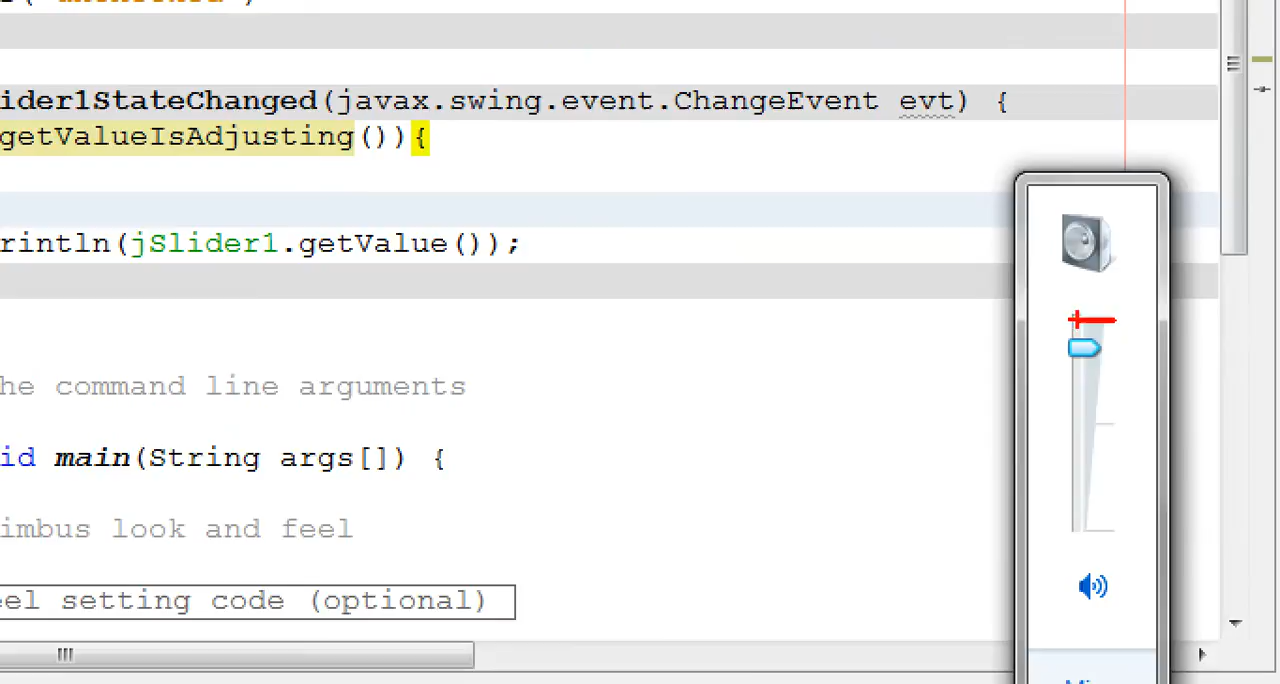 ider1StateChanged(javax.swing.event.ChangeEvent evt) {
getValueIsAdjusting()){
rintln(jSlider1.getValue());
he command line arguments
id main(String args[]) {
imbus look and feel
eel setting code (optional)